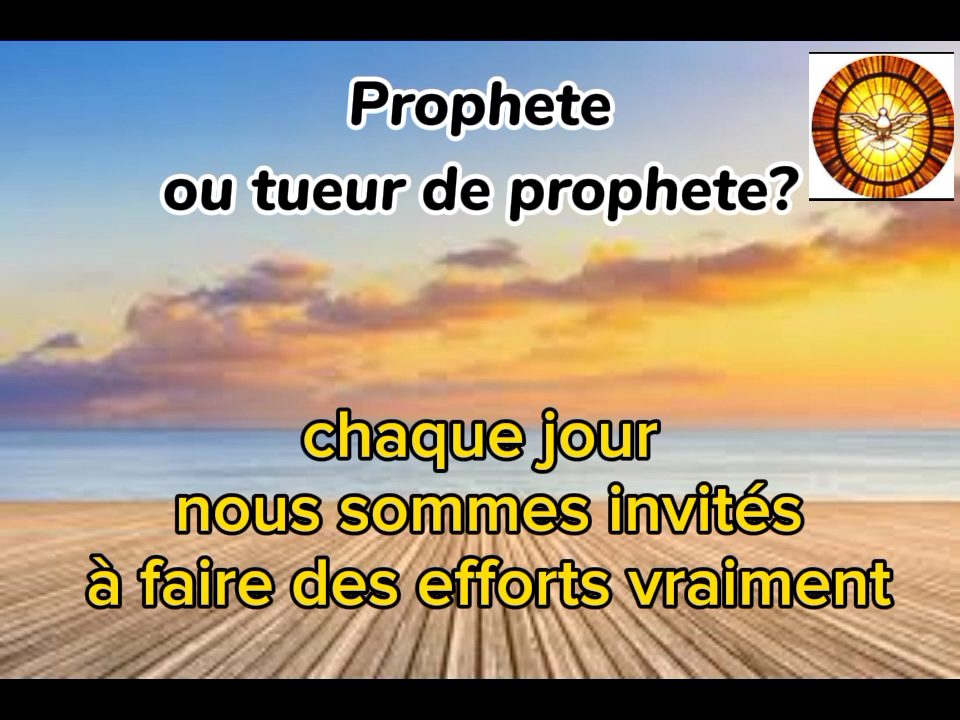 Prophete
ou tueur de prophete?
chaque jour
nous sommes invités
à faire des efforts vraiment